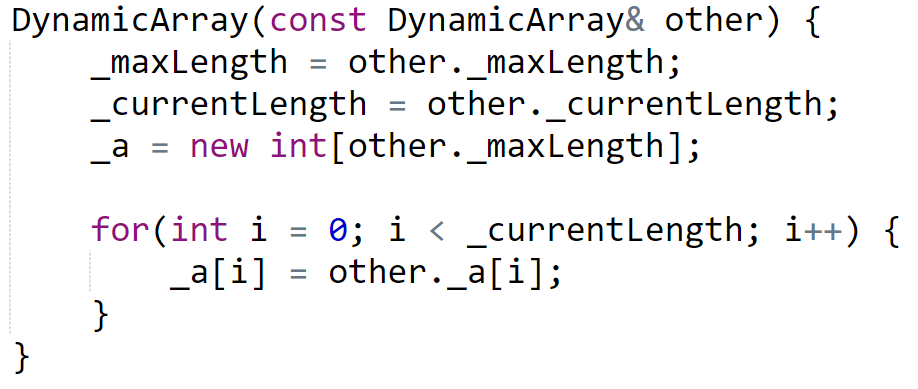 DynamicArray(const DynamicArray& other) {
    _maxLength = other._maxLength;
    _currentLength = other._currentLength;
    _a = new int[other._maxLength];

    for(int i = 0; i < _currentLength; i++) {
        _a[i] = other._a[i];
    }
}